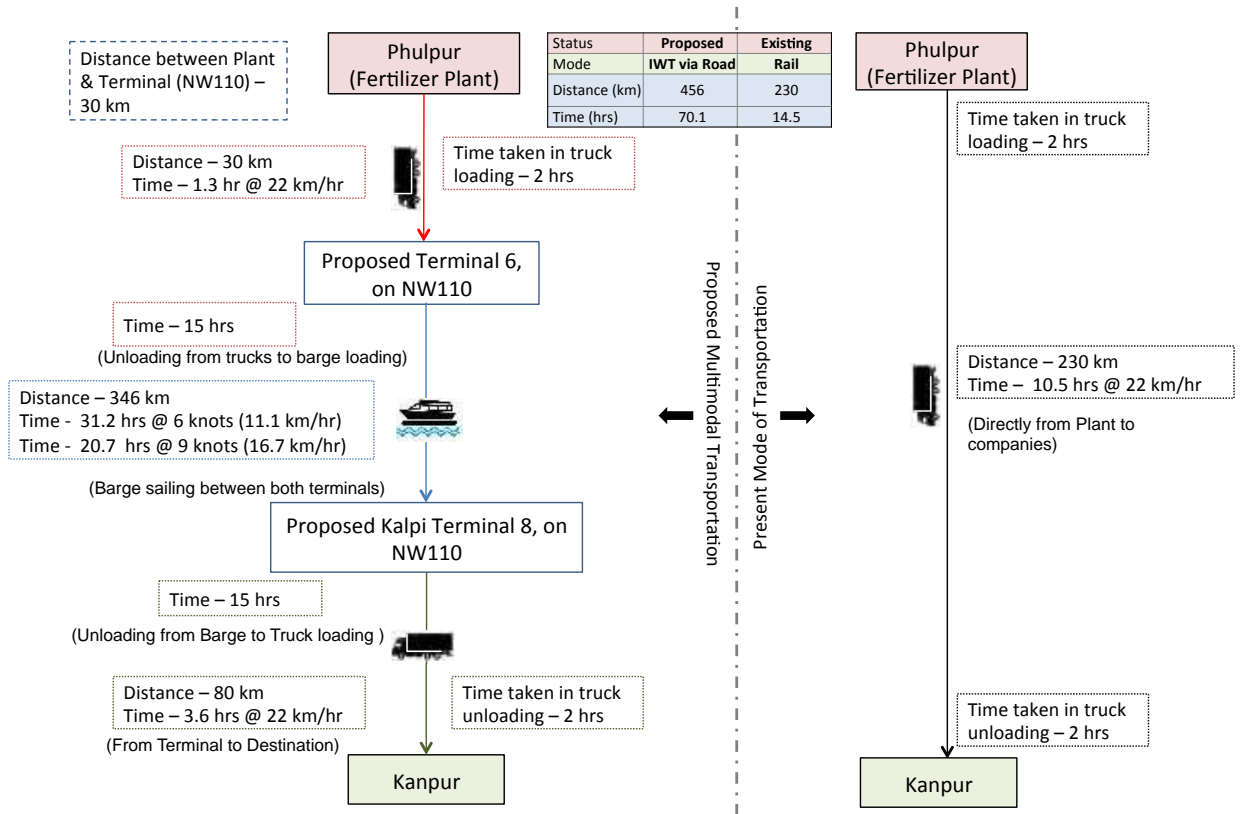 Distance between Plant
& Terminal (NW110) –
30 km
Phulpur
(Fertilizer Plant)
Status Proposed Existing
Mode IWT via Road Rail
Distance (km) 456 230
Time (hrs) 70.1 14.5
Phulpur
(Fertilizer Plant)
Distance – 30 km
Time – 1.3 hr @ 22 km/hr
Time taken in truck
loading – 2 hrs
Time taken in truck
loading – 2 hrs
Proposed Terminal 6,
on NW110
Time – 15 hrs
(Unloading from trucks to barge loading)
Distance – 346 km
Time - 31.2 hrs @ 6 knots (11.1 km/hr)
Time - 20.7 hrs @ 9 knots (16.7 km/hr)
(Barge sailing between both terminals)
Proposed Multimodal Transportation
Present Mode of Transportation
Distance – 230 km
Time – 10.5 hrs @ 22 km/hr
(Directly from Plant to
companies)
Proposed Kalpi Terminal 8, on
NW110
Time – 15 hrs
(Unloading from Barge to Truck loading )
Distance – 80 km
Time – 3.6 hrs @ 22 km/hr
(From Terminal to Destination)
Time taken in truck
unloading – 2 hrs
Time taken in truck
unloading – 2 hrs
Kanpur
Kanpur